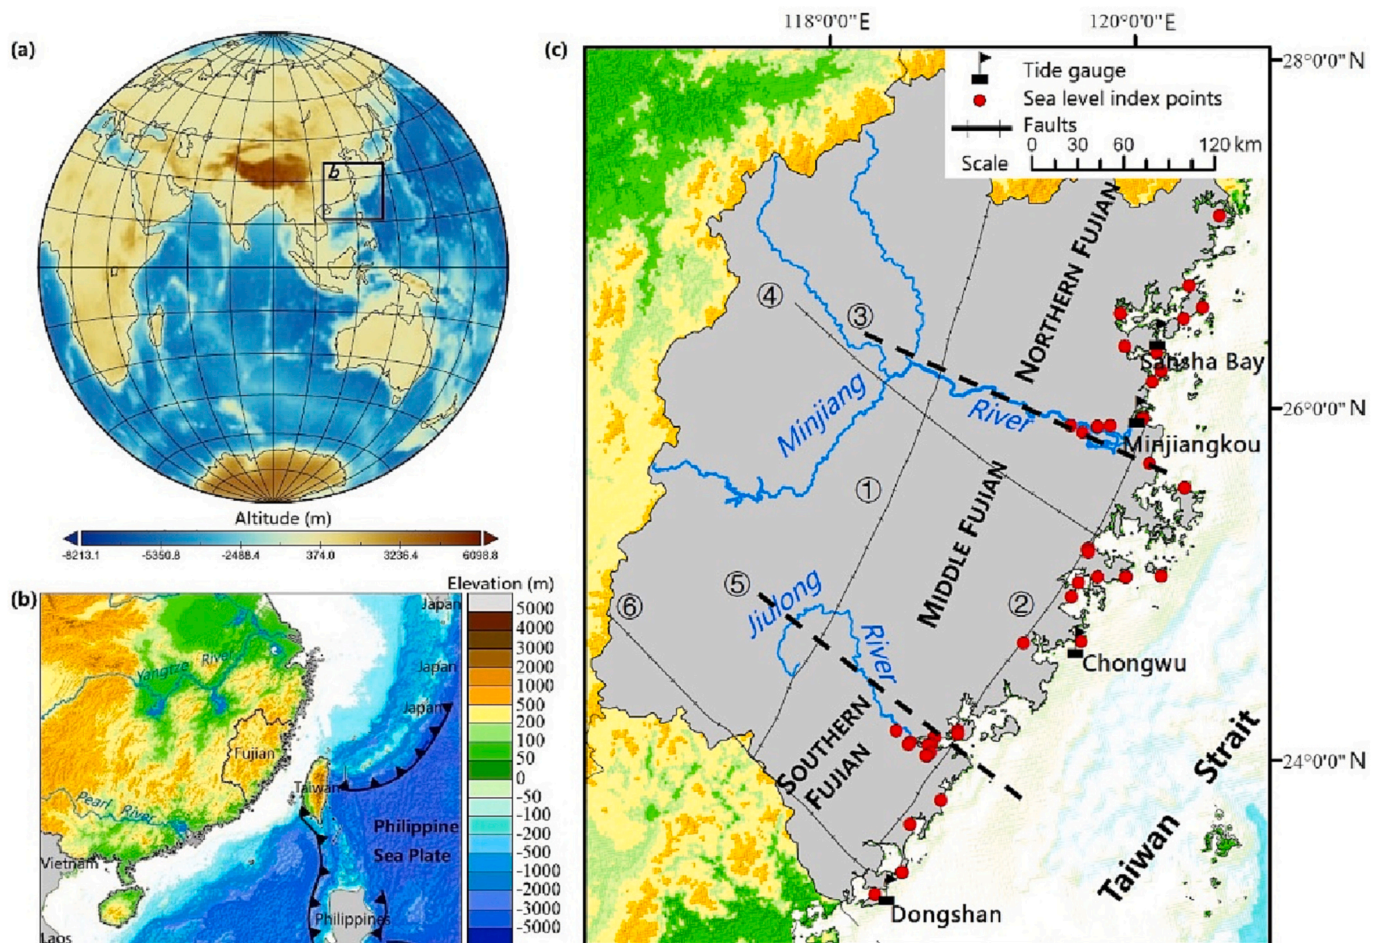 (a)
b
Altitude (m)
-8213.1 -5350.8 -2488.4 374.0 3236.4 6098.8
(b)
Elevation (m)
5000
4000
3000
2000
1000
500
200
100
50
0
-50
-100
-200
-500
-1000
-2000
-3000
-5000
Japan
Japan
Japan
Yangtze River
Fujian
Taiwan
Pearl River
Philippine
Sea Plate
Vietnam
Philippines
Laos
(c)
118°0'0"E 120°0'0"E
28°0'0"N
26°0'0"N
24°0'0"N
Tide gauge
Sea level index points
Faults
Scale
0 30 60 120 km
NORTHERN FUJIAN
④
③
Sansha Bay
Minjiang
River
Minjiangkou
①
MIDDLE FUJIAN
⑤
Jiulong
River
⑥
②
Chongwu
SOUTHERN
FUJIAN
Taiwan Strait
Dongshan